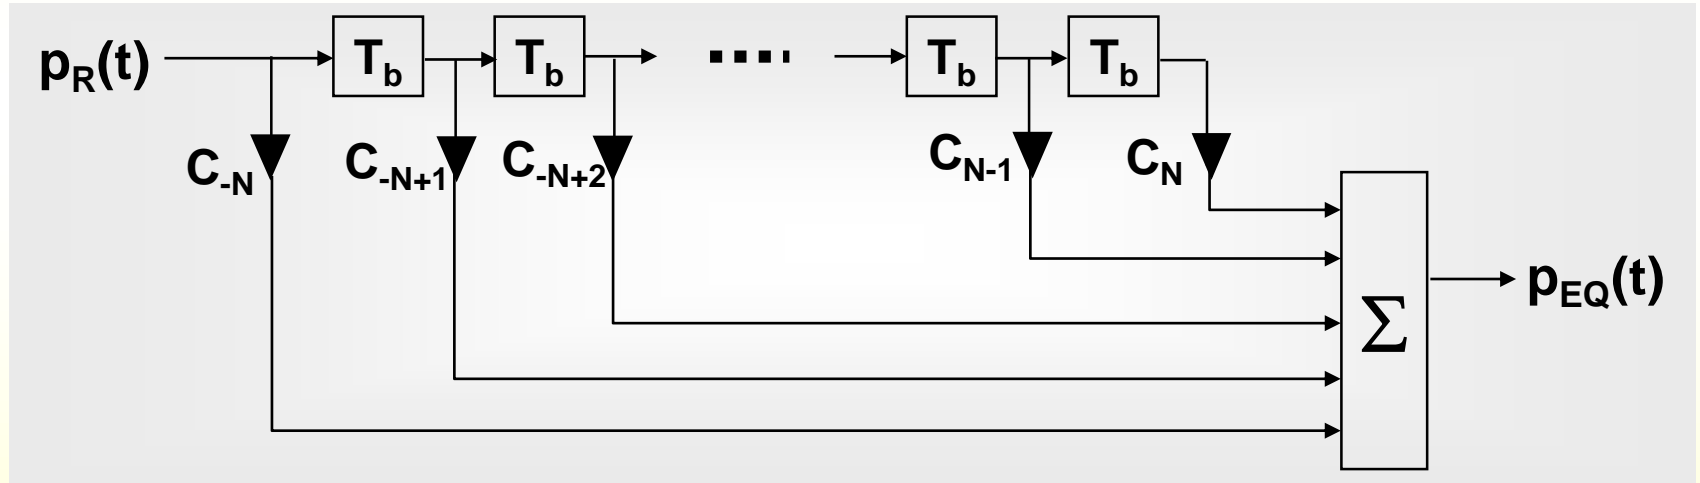 p_R(t) T_b T_b .... T_b T_b
C_-N C_-N+1 C_-N+2 C_N-1 C_N
Σ p_EQ(t)